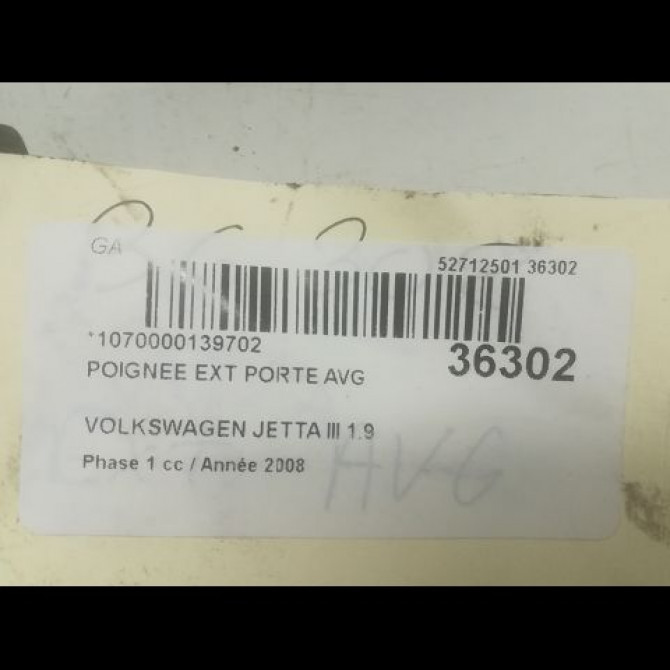 GA
52712501 36302
*1070000139702
36302
POIGNEE EXT PORTE AVG
VOLKSWAGEN JETTA III 1.9
Phase 1 cc / Année 2008
AVG